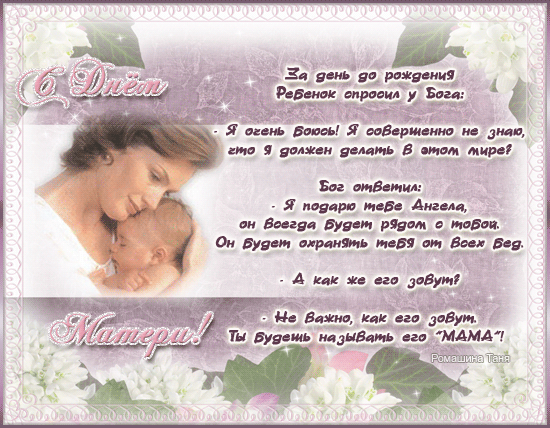 С Днём
За день до рождения
Ребенок спросил у Бога:
- Я очень боюсь! Я совершенно не знаю,
что я должен делать в этом мире?
Бог ответил:
- Я подарю тебе Ангела,
он всегда будет рядом с тобой.
Он будет охранять тебя от всех бед.
- А как же его зовут?
- Не важно, как его зовут.
Ты будешь называть его "МАМА"!
Матери!
Ромашина Таня